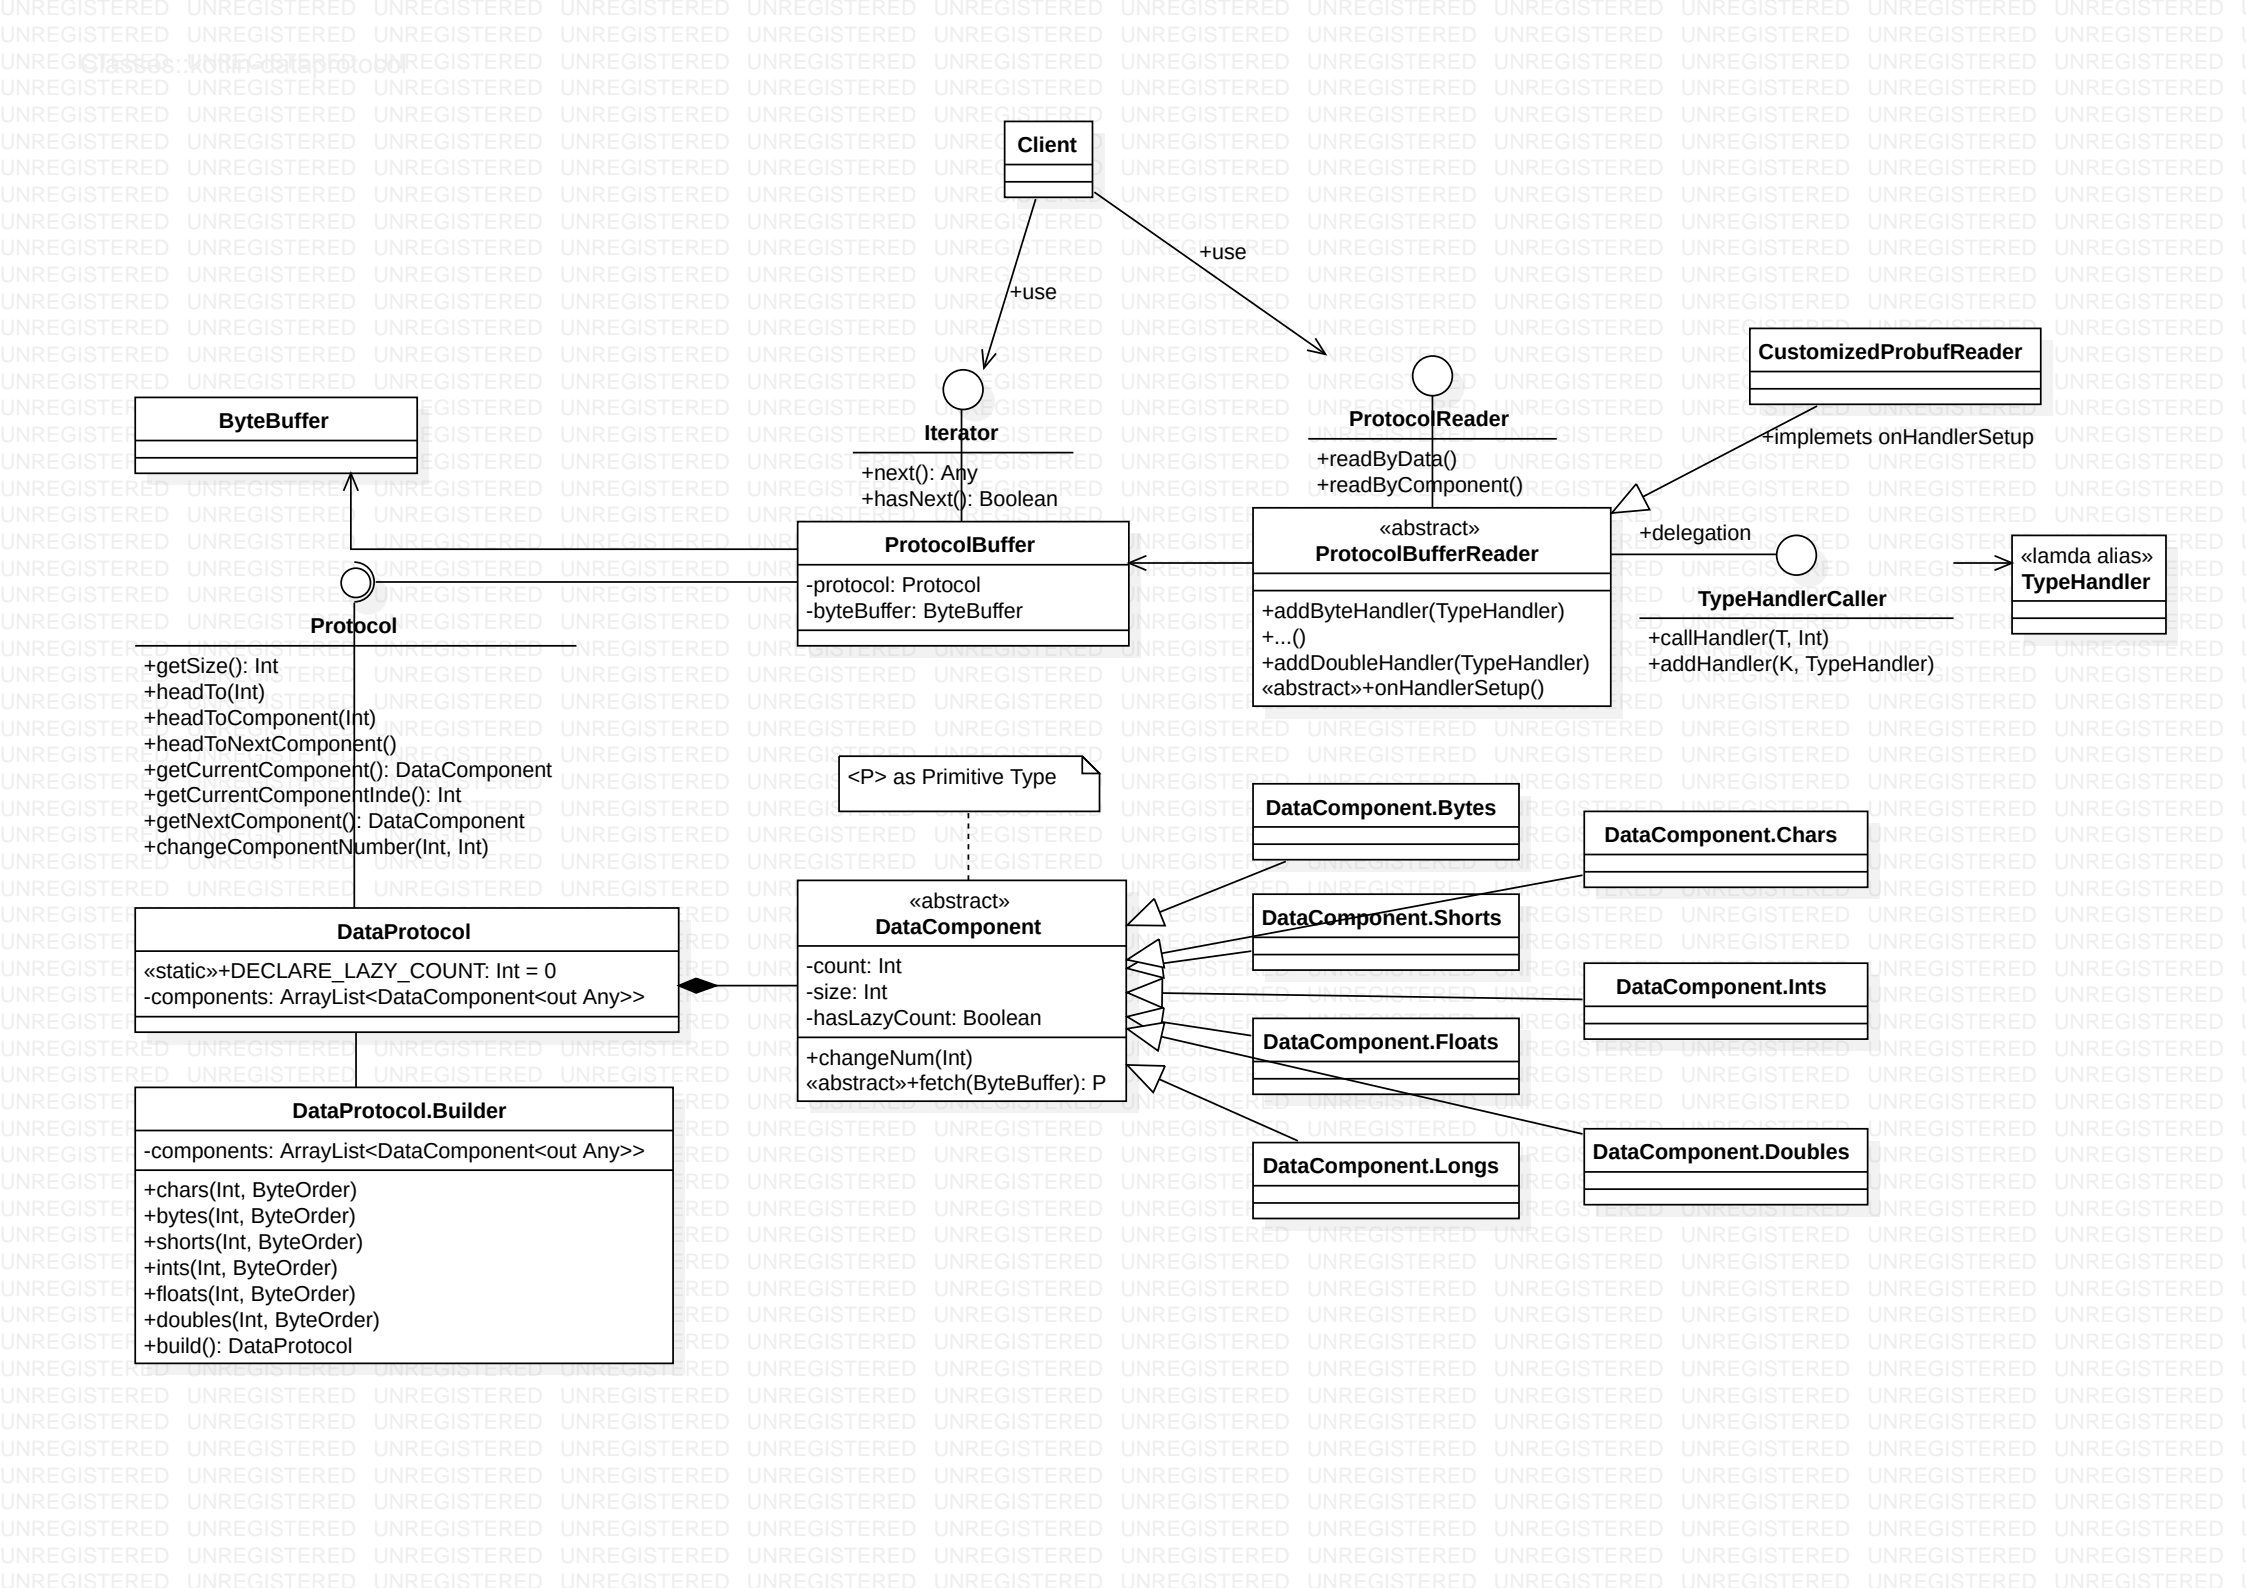 Classes::kotlin-dataprotocol
UNREGISTERED
Client
+use
+use
CustomizedProbufReader
+implemets onHandlerSetup
ByteBuffer
Iterator
+next(): Any
+hasNext(): Boolean
ProtocolReader
+readByData()
+readByComponent()
ProtocolBuffer
-protocol: Protocol
-byteBuffer: ByteBuffer
«abstract»
ProtocolBufferReader
+addByteHandler(TypeHandler)
+...()
+addDoubleHandler(TypeHandler)
«abstract»+onHandlerSetup()
+delegation
TypeHandlerCaller
+callHandler(T, Int)
+addHandler(K, TypeHandler)
«lamda alias»
TypeHandler
Protocol
+getSize(): Int
+headTo(Int)
+headToComponent(Int)
+headToNextComponent()
+getCurrentComponent(): DataComponent
+getCurrentComponentInde(): Int
+getNextComponent(): DataComponent
+changeComponentNumber(Int, Int)
<P> as Primitive Type
DataProtocol
«static»+DECLARE_LAZY_COUNT: Int = 0
-components: ArrayList<DataComponent<out Any>>
«abstract»
DataComponent
-count: Int
-size: Int
-hasLazyCount: Boolean
+changeNum(Int)
«abstract»+fetch(ByteBuffer): P
DataComponent.Bytes
DataComponent.Chars
DataComponent.Shorts
DataComponent.Ints
DataComponent.Floats
DataComponent.Doubles
DataComponent.Longs
DataProtocol.Builder
-components: ArrayList<DataComponent<out Any>>
+chars(Int, ByteOrder)
+bytes(Int, ByteOrder)
+shorts(Int, ByteOrder)
+ints(Int, ByteOrder)
+floats(Int, ByteOrder)
+doubles(Int, ByteOrder)
+build(): DataProtocol